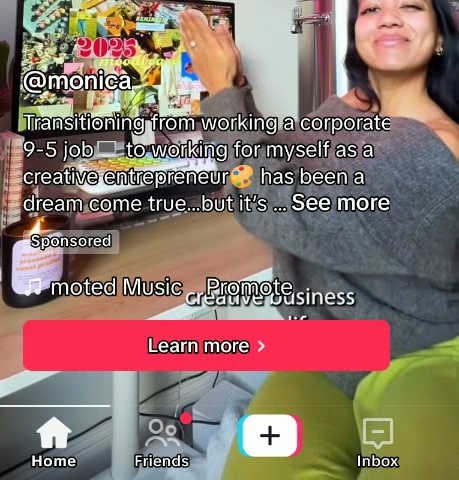 2025
moodboard
@monica
Transitioning from working a corporate
9-5 job💻 to working for myself as a
creative entrepreneur🎨 has been a
dream come true...but it's ... See more
Sponsored
moted Music Promote
creative business
Learn more >
Home
Friends
Inbox